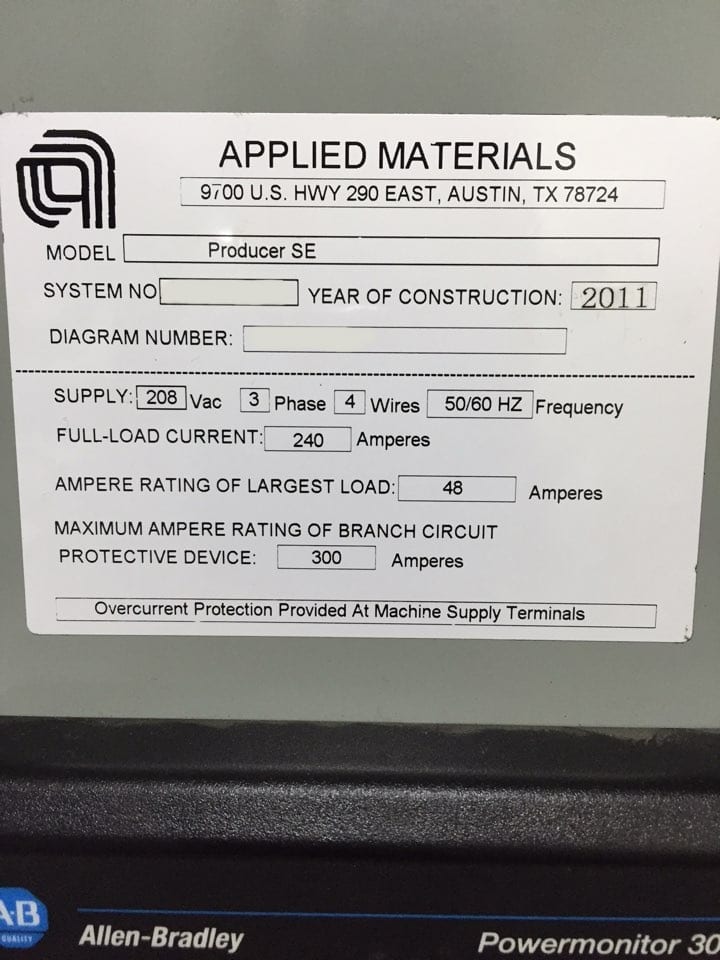 APPLIED MATERIALS
9700 U.S. HWY 290 EAST, AUSTIN, TX 78724
MODEL Producer SE
SYSTEM NO YEAR OF CONSTRUCTION: 2011
DIAGRAM NUMBER:
SUPPLY: 208 Vac 3 Phase 4 Wires 50/60 HZ Frequency
FULL-LOAD CURRENT: 240 Amperes
AMPERE RATING OF LARGEST LOAD: 48 Amperes
MAXIMUM AMPERE RATING OF BRANCH CIRCUIT
PROTECTIVE DEVICE: 300 Amperes
Overcurrent Protection Provided At Machine Supply Terminals
A-B
QUALITY
Allen-Bradley Powermonitor 30